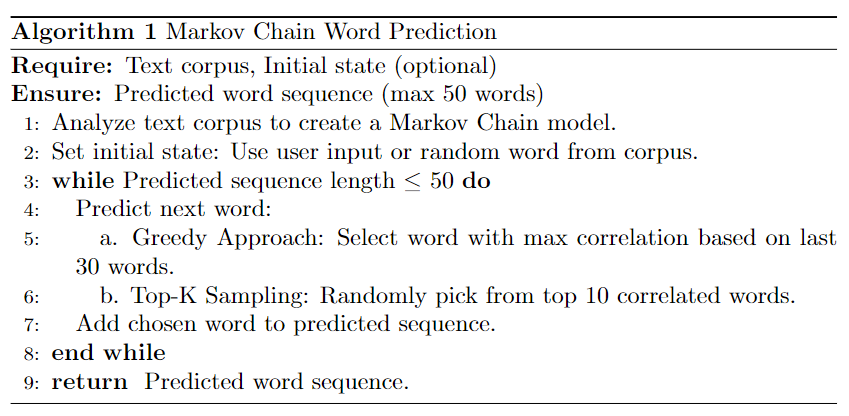 Algorithm 1 Markov Chain Word Prediction
Require: Text corpus, Initial state (optional)
Ensure: Predicted word sequence (max 50 words)
1: Analyze text corpus to create a Markov Chain model.
2: Set initial state: Use user input or random word from corpus.
3: while Predicted sequence length ≤ 50 do
4: Predict next word:
5: a. Greedy Approach: Select word with max correlation based on last
30 words.
6: b. Top-K Sampling: Randomly pick from top 10 correlated words.
7: Add chosen word to predicted sequence.
8: end while
9: return Predicted word sequence.